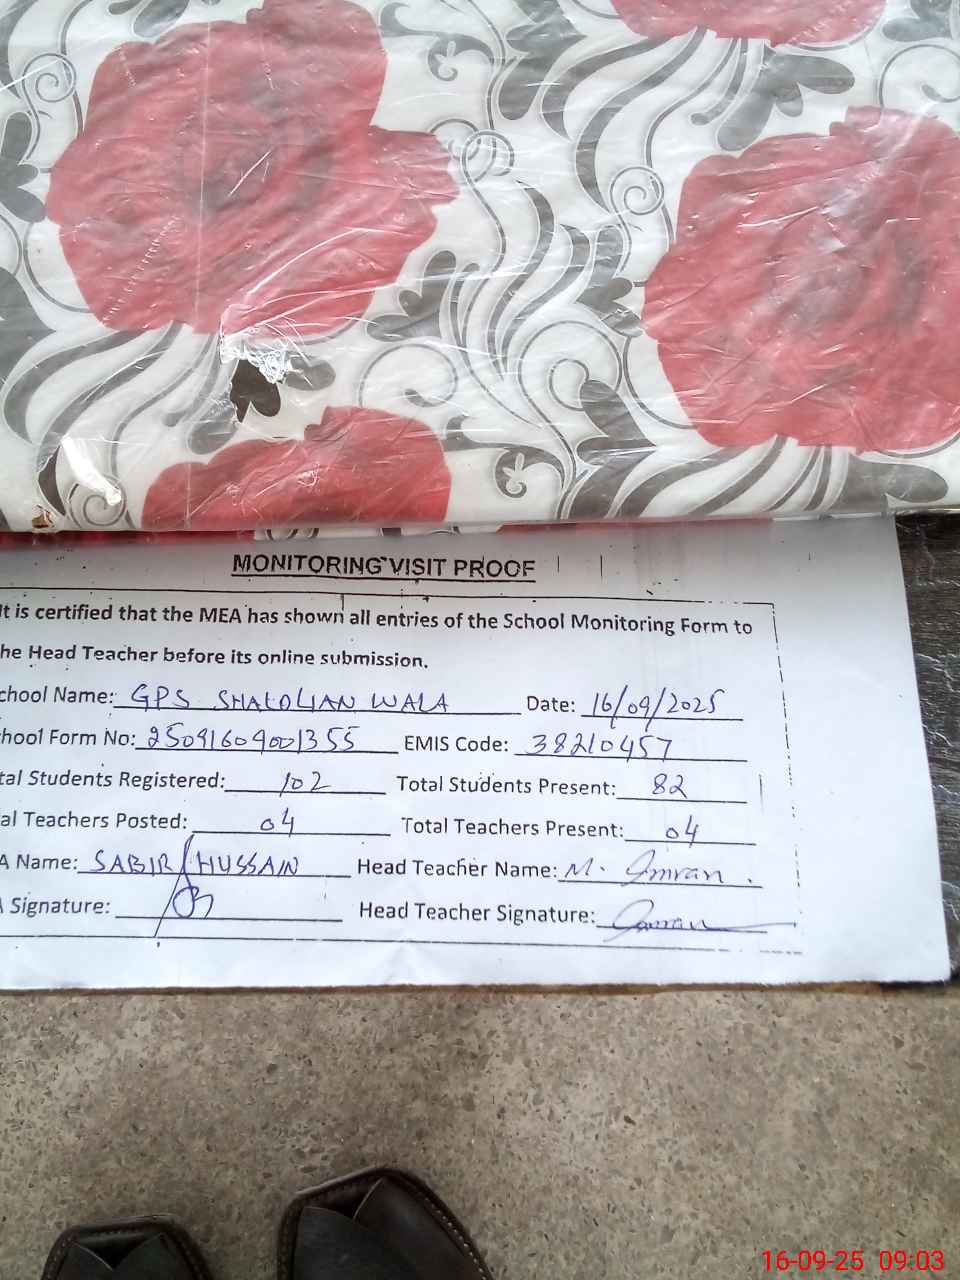 MONITORING VISIT PROOF
It is certified that the MEA has shown all entries of the School Monitoring Form to
he Head Teacher before its online submission.
chool Name: GPS SHALOLIAN WALA Date: 16/09/2025
hool Form No: 25091609001355 EMIS Code: 38210457
tal Students Registered: 102 Total Students Present: 82
al Teachers Posted: 04 Total Teachers Present: 04
A Name: SABIR HUSSAIN Head Teacher Name: M. Imran.
Signature: Head Teacher Signature: Imran
16-09-25 09:03